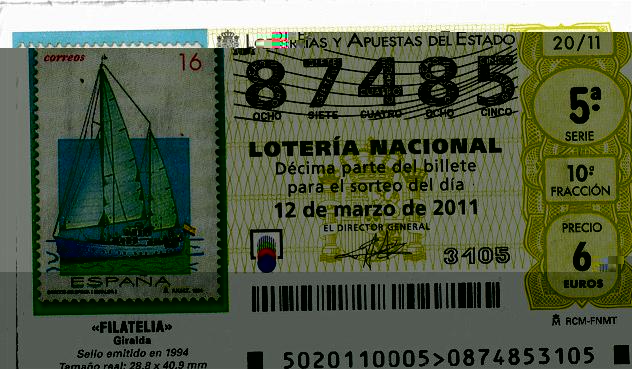 LOTERÍAS Y APUESTAS DEL ESTADO
20/11
correos
16
87485
OCHO SIETE CUATRO OCHO CINCO
5ª
SERIE
LOTERÍA NACIONAL
Décima parte del billete
para el sorteo del día
12 de marzo de 2011
EL DIRECTOR GENERAL
3405
10ª
FRACCIÓN
PRECIO
6
EUROS
ESPAÑA
RCM-FNMT
«FILATELIA»
Giralda
Sello emitido en 1994
Tamaño real: 28,8 x 40,9 mm
5020110005>0874853105